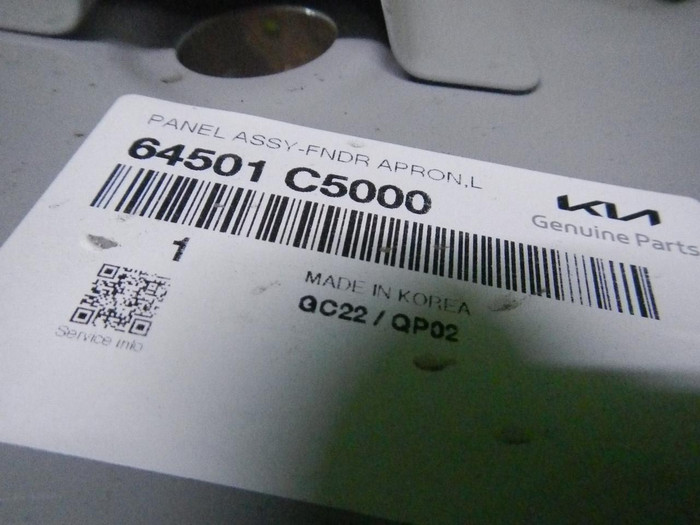 PANEL ASSY-FNDR APRON,L
64501 C5000
KIA
Genuine Parts
1
MADE IN KOREA
QC22 / QP02
Service info